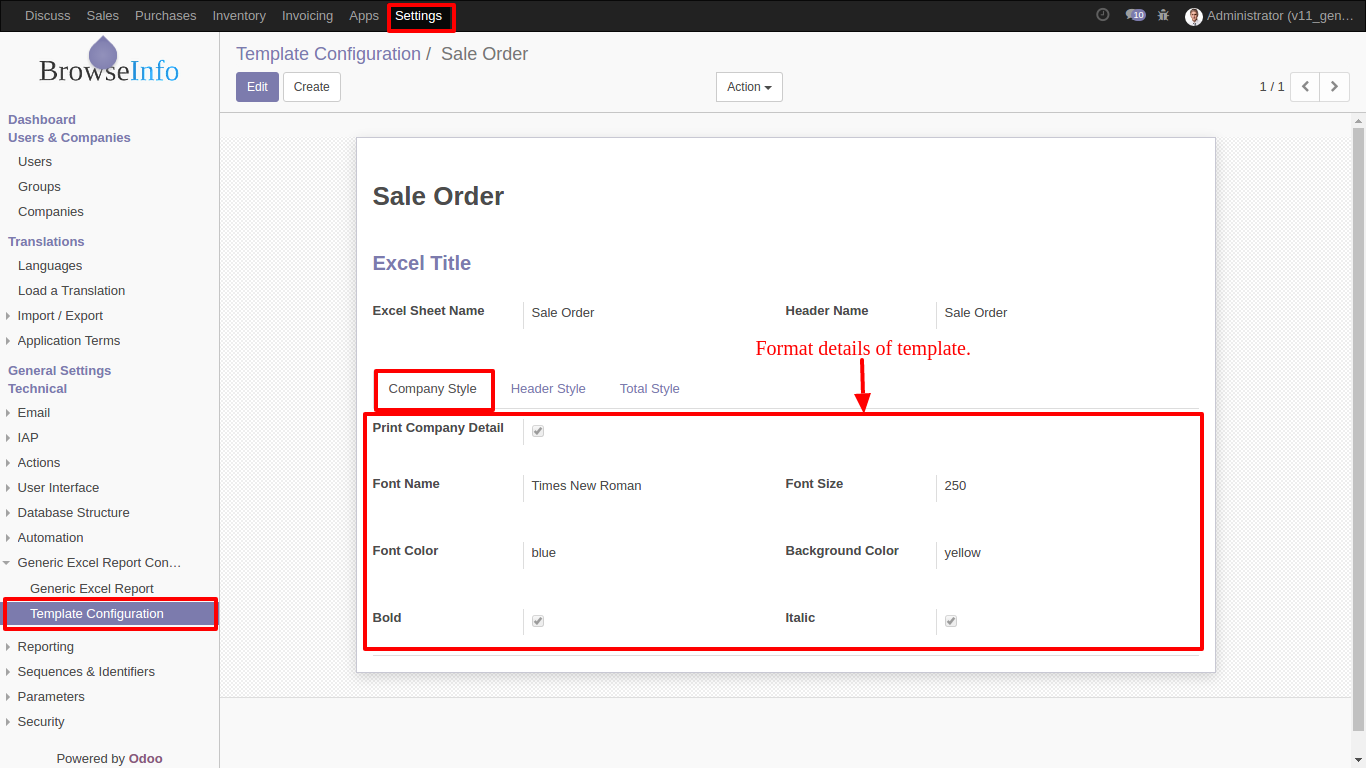 Discuss Sales Purchases Inventory Invoicing Apps Settings 10 Administrator (v11_gen…
BrowseInfo
Dashboard
Users & Companies
Users
Groups
Companies
Translations
Languages
Load a Translation
Import / Export
Application Terms
General Settings
Technical
Email
IAP
Actions
User Interface
Database Structure
Automation
Generic Excel Report Con…
Generic Excel Report
Template Configuration
Reporting
Sequences & Identifiers
Parameters
Security
Powered by Odoo
Template Configuration / Sale Order
Edit Create Action 1 / 1
Sale Order
Excel Title
Excel Sheet Name Sale Order Header Name Sale Order
Format details of template.
Company Style Header Style Total Style
Print Company Detail
Font Name Times New Roman Font Size 250
Font Color blue Background Color yellow
Bold Italic